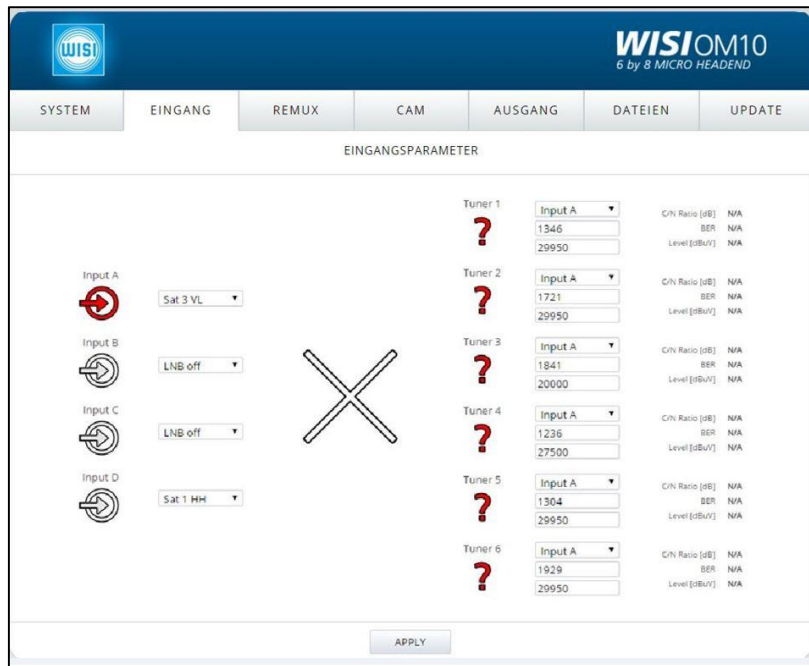 WISI
WISI OM10
6 by 8 MICRO HEADEND
SYSTEM EINGANG REMUX CAM AUSGANG DATEIEN UPDATE
EINGANGSPARAMETER
Input A
Sat 3 VL
Input B
LNB off
Input C
LNB off
Input D
Sat 1 HH
Tuner 1
?
Input A
1346
29950
C/N Ratio [dB] N/A
BER N/A
Level [dBuV] N/A
Tuner 2
?
Input A
1721
29950
C/N Ratio [dB] N/A
BER N/A
Level [dBuV] N/A
Tuner 3
?
Input A
1841
20000
C/N Ratio [dB] N/A
BER N/A
Level [dBuV] N/A
Tuner 4
?
Input A
1236
27500
C/N Ratio [dB] N/A
BER N/A
Level [dBuV] N/A
Tuner 5
?
Input A
1304
29950
C/N Ratio [dB] N/A
BER N/A
Level [dBuV] N/A
Tuner 6
?
Input A
1929
29950
C/N Ratio [dB] N/A
BER N/A
Level [dBuV] N/A
APPLY